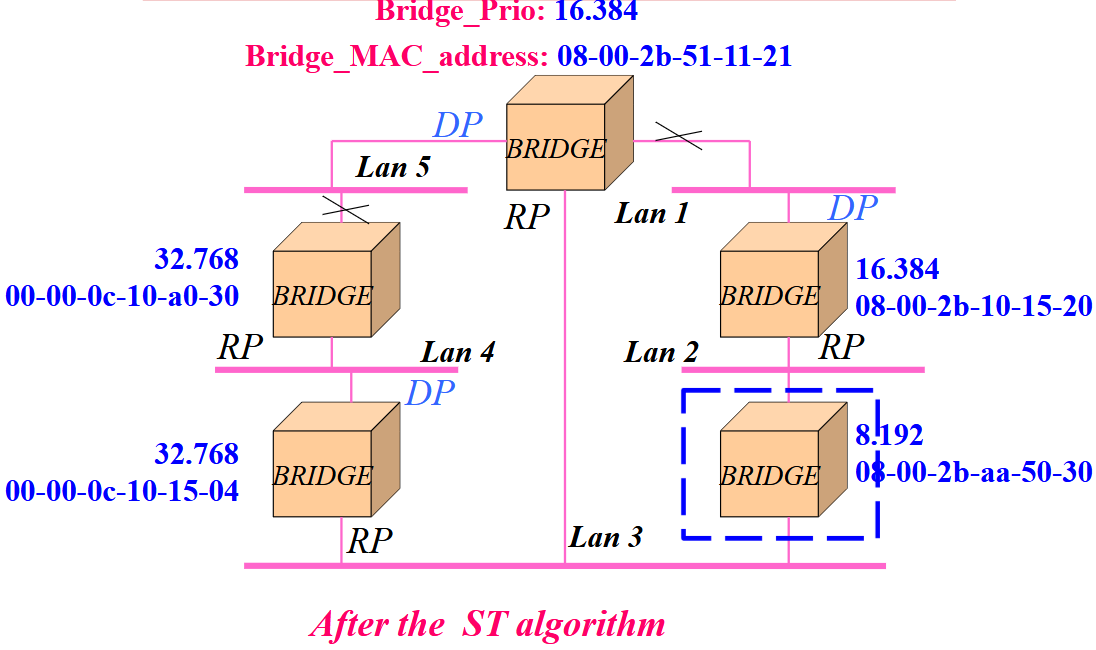 Bridge_Prio: 16.384
Bridge_MAC_address: 08-00-2b-51-11-21
DP
BRIDGE
Lan 5
RP
Lan 1
DP
32.768
00-00-0c-10-a0-30
BRIDGE
BRIDGE
16.384
08-00-2b-10-15-20
RP
Lan 4
Lan 2
RP
DP
32.768
00-00-0c-10-15-04
BRIDGE
BRIDGE
8.192
08-00-2b-aa-50-30
RP
Lan 3
After the ST algorithm